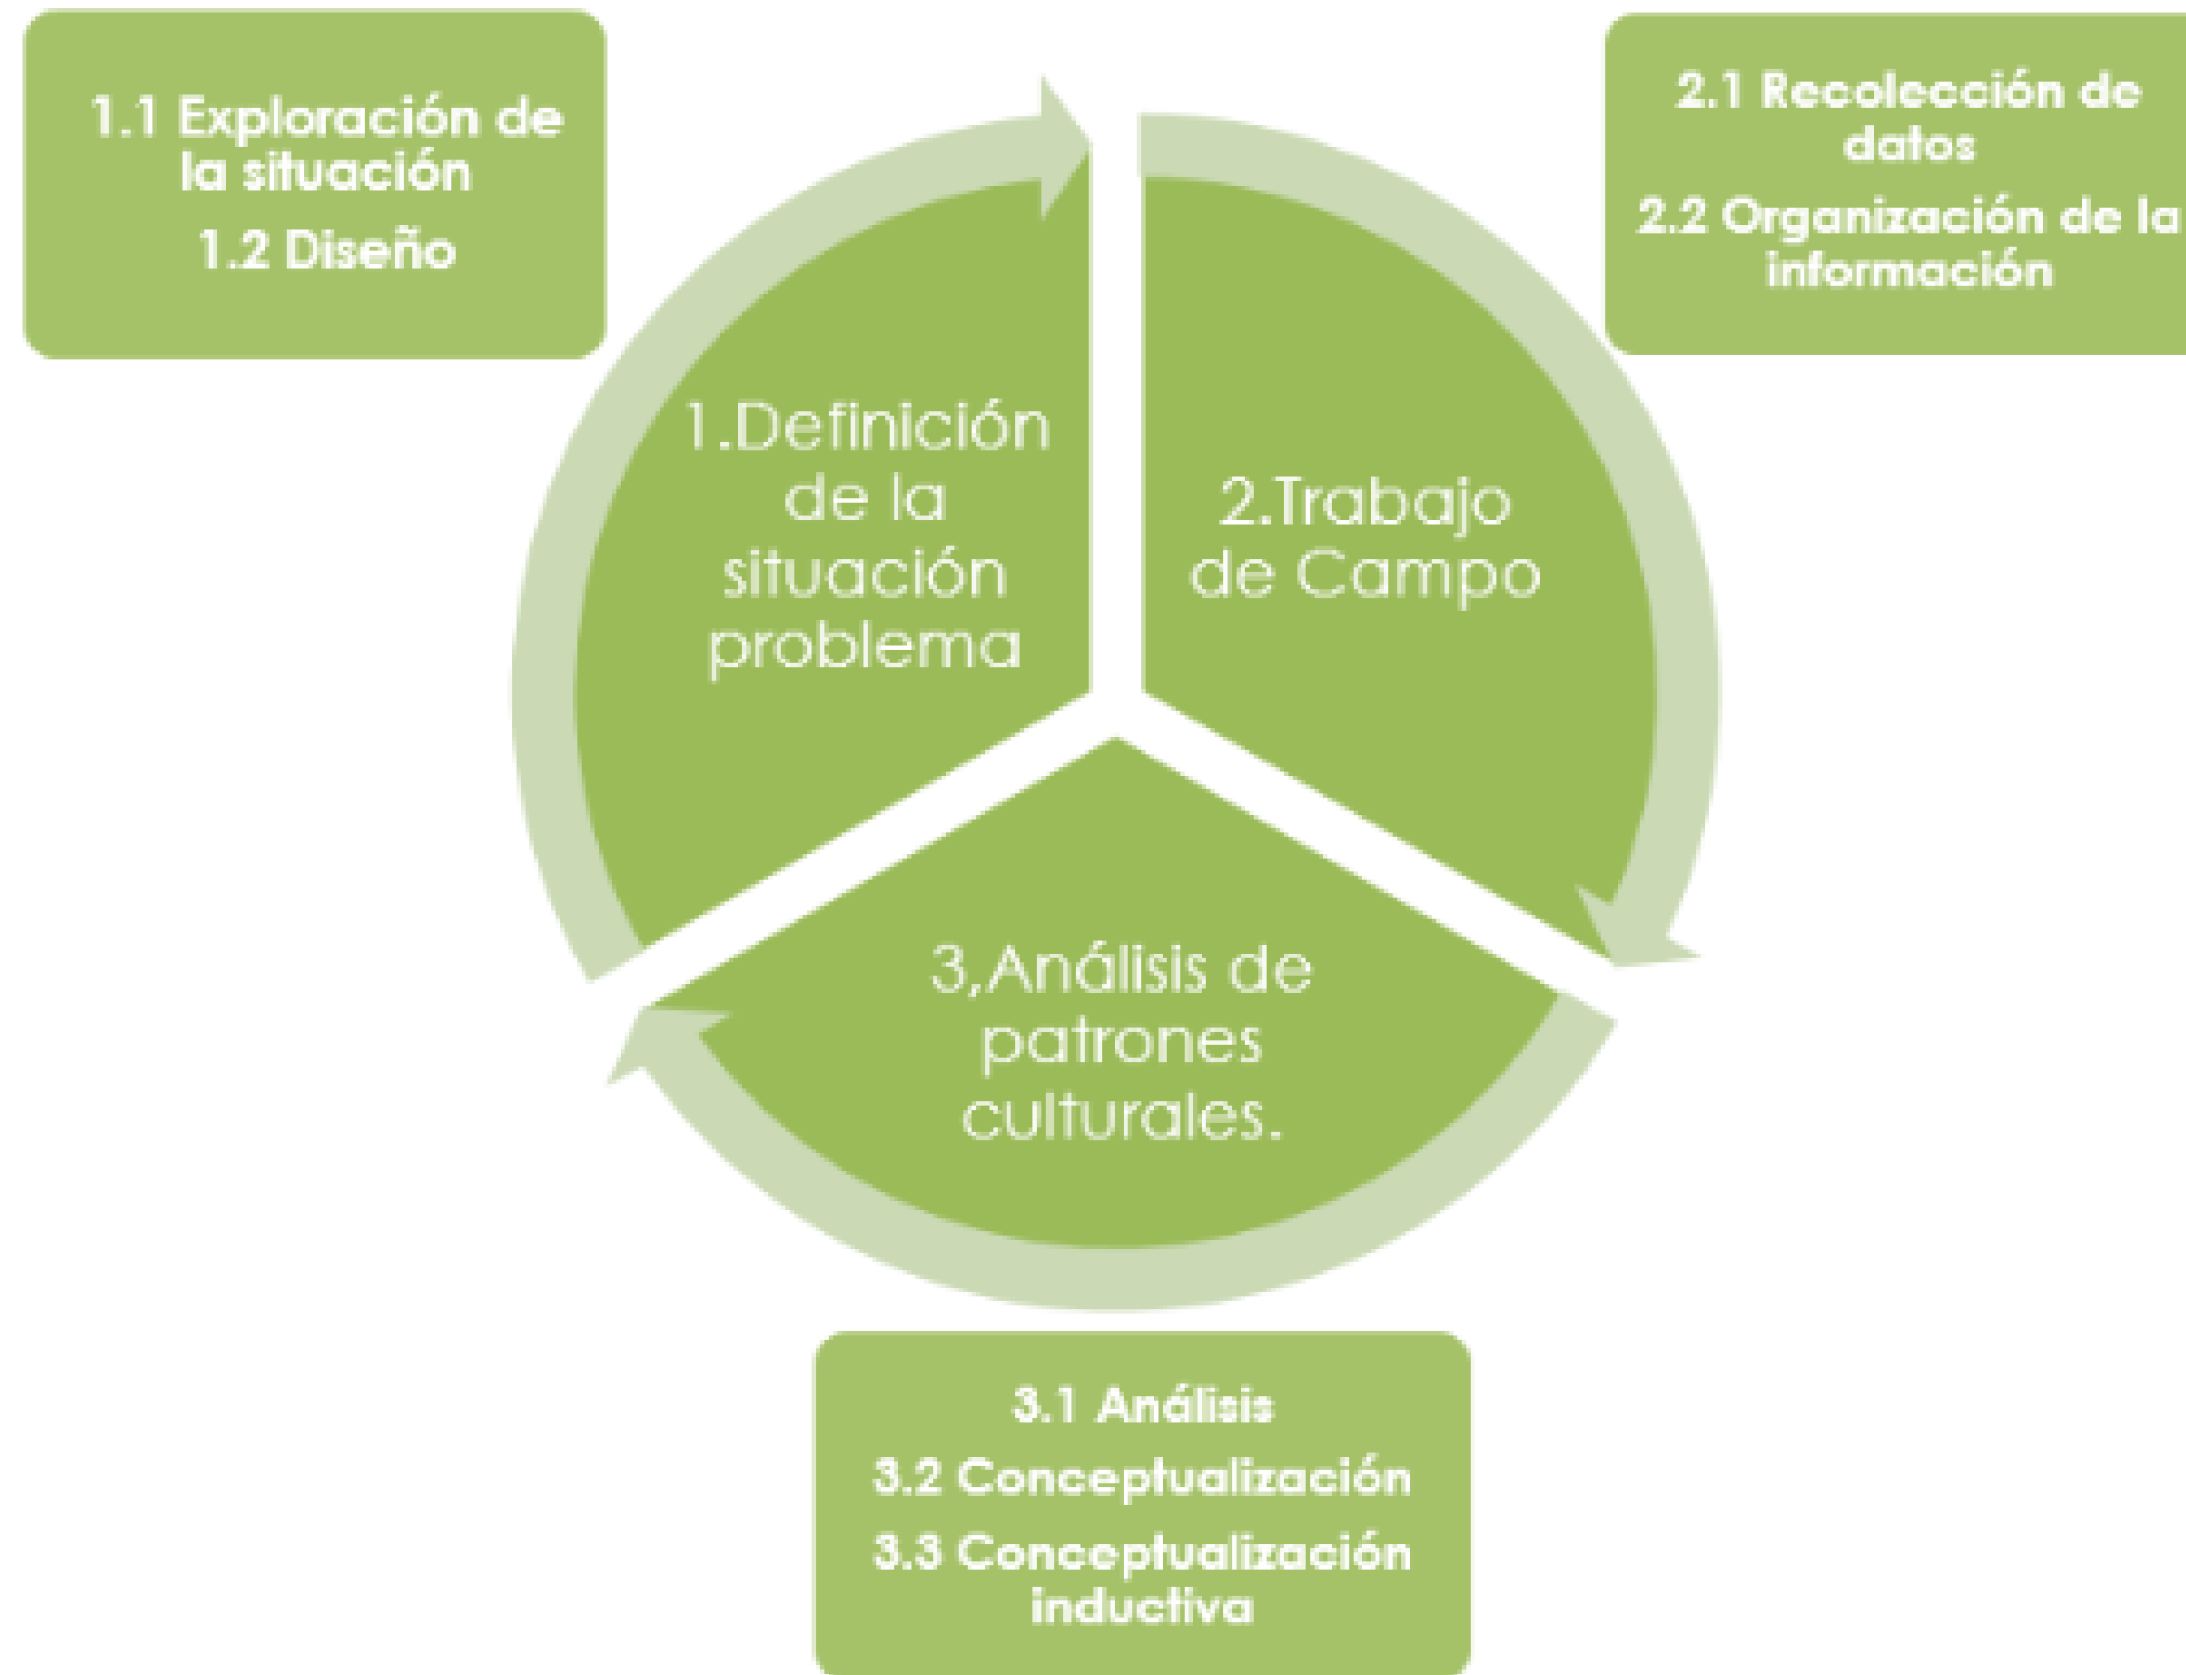 1.1 Exploración de
la situación
1.2 Diseño
2.1 Recolección de
datos
2.2 Organización de la
información
1.Definición
de la
situación
problema
2.Trabajo
de Campo
3,Análisis de
patrones
culturales.
3.1 Análisis
3.2 Conceptualización
3.3 Conceptualización
inductiva